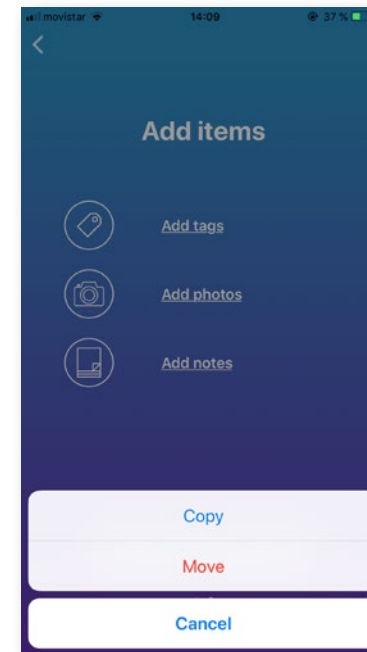 movistar 14:09 37 %
Add items
Add tags
Add photos
Add notes
Copy
Move
Cancel